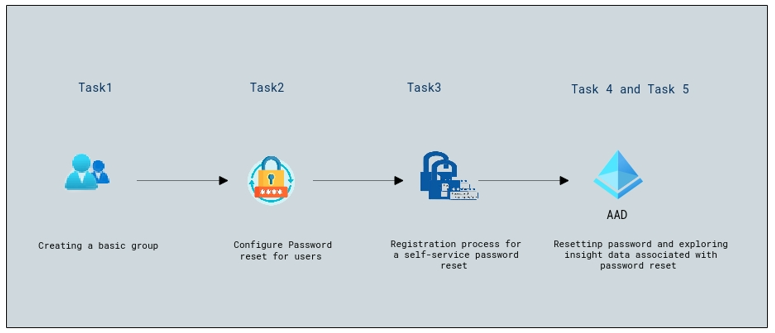 Task1
Task2
Task3
Task 4 and Task 5
****
AAD
Creating a basic group
Configure Password
reset for users
Registration process for
a self-service password
reset
Resettinp password and exploring
insight data associated with
password reset